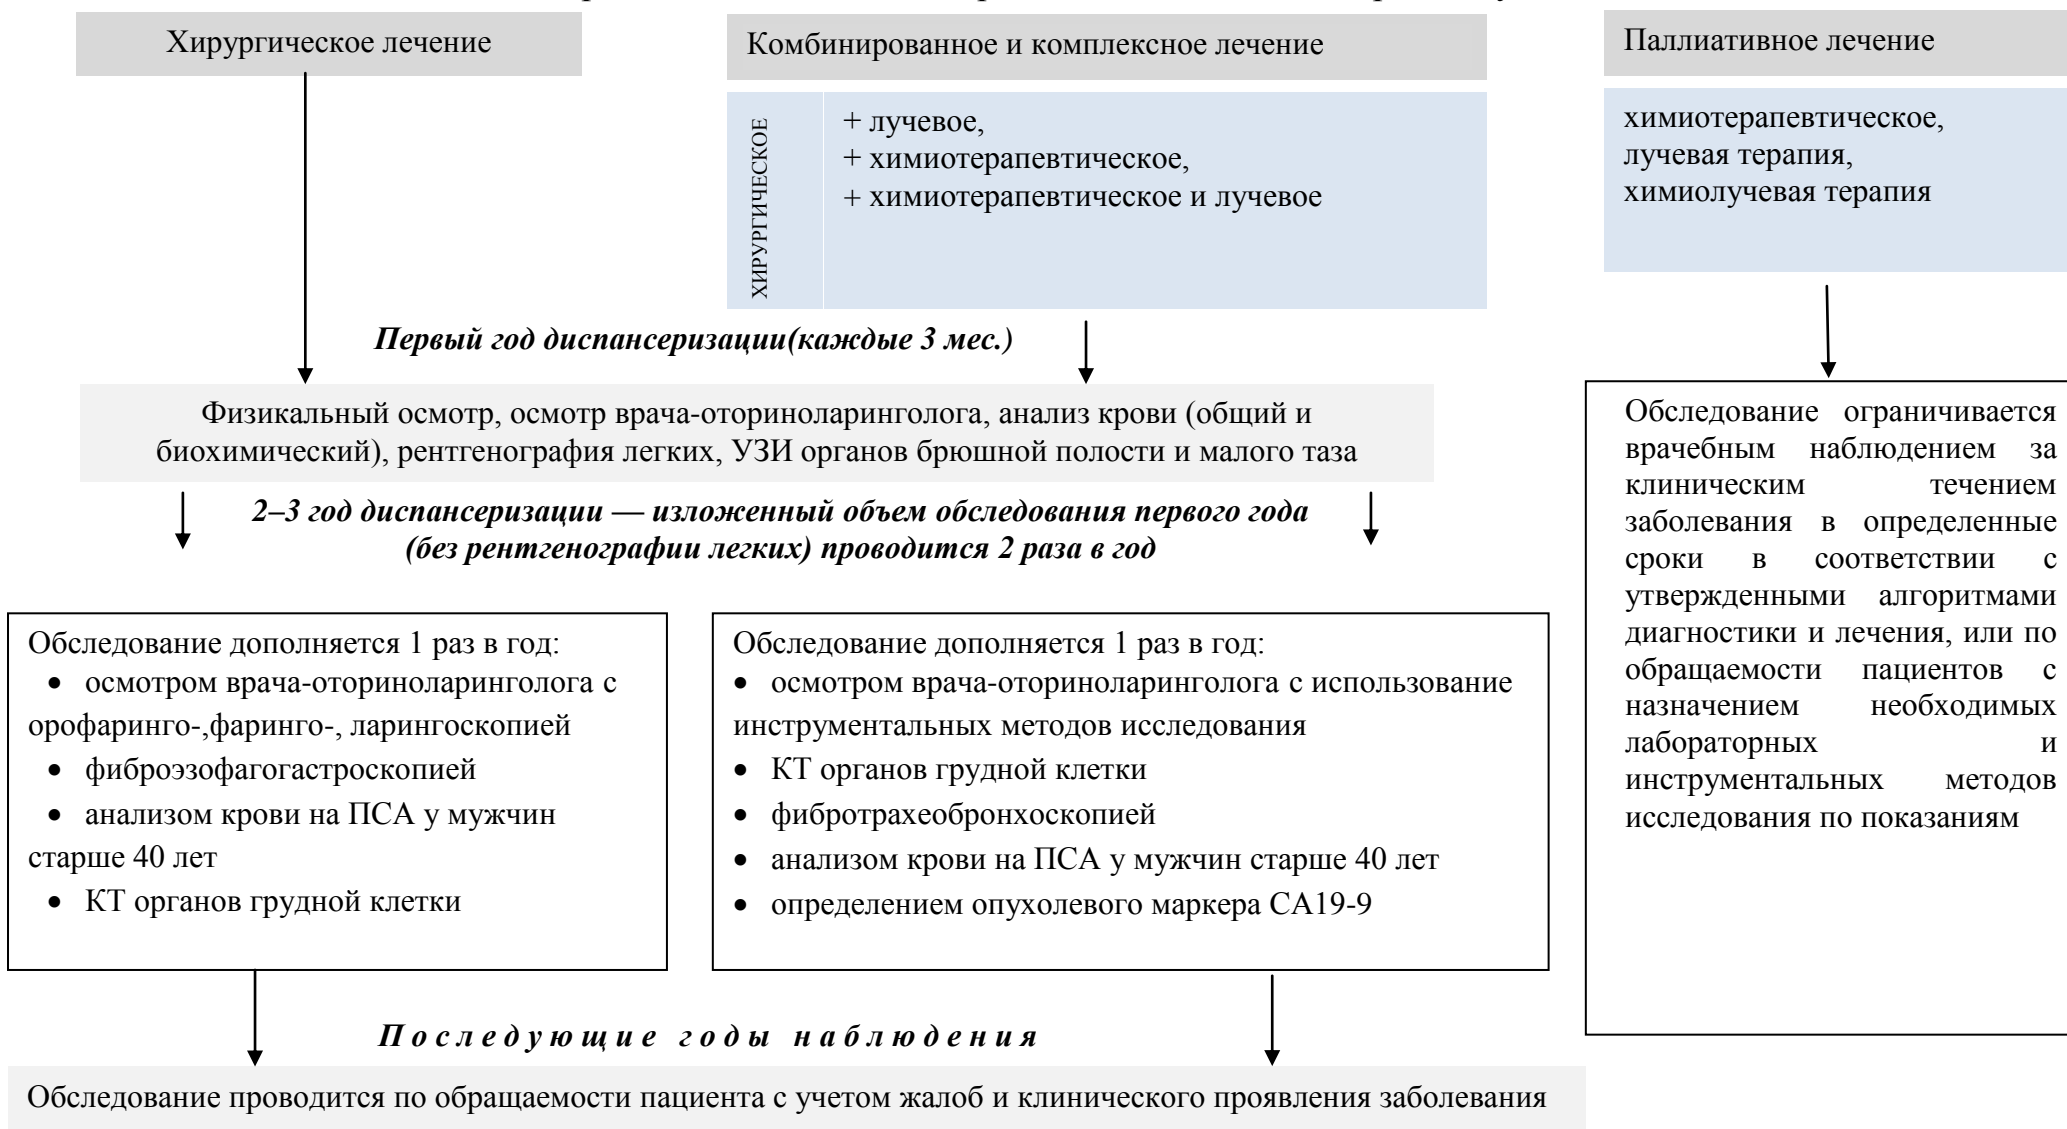 Хирургическое лечение
Комбинированное и комплексное лечение
Паллиативное лечение
ХИРУРГИЧЕСКОЕ
+ лучевое,
+ химиотерапевтическое,
+ химиотерапевтическое и лучевое
химиотерапевтическое,
лучевая терапия,
химиолучевая терапия
Первый год диспансеризации(каждые 3 мес.)
Физикальный осмотр, осмотр врача-оториноларинголога, анализ крови (общий и
биохимический), рентгенография легких, УЗИ органов брюшной полости и малого таза
2–3 год диспансеризации — изложенный объем обследования первого года
(без рентгенографии легких) проводится 2 раза в год
Обследование дополняется 1 раз в год:
• осмотром врача-оториноларинголога с
орофаринго-,фаринго-, ларингоскопией
• фиброэзофагогастроскопией
• анализом крови на ПСА у мужчин
старше 40 лет
• КТ органов грудной клетки
Обследование дополняется 1 раз в год:
• осмотром врача-оториноларинголога с использование
инструментальных методов исследования
• КТ органов грудной клетки
• фибротрахеобронхоскопией
• анализом крови на ПСА у мужчин старше 40 лет
• определением опухолевого маркера СА19-9
Обследование ограничивается
врачебным наблюдением за
клиническим течением
заболевания в определенные
сроки в соответствии с
утвержденными алгоритмами
диагностики и лечения, или по
обращаемости пациентов с
назначением необходимых
лабораторных и
инструментальных методов
исследования по показаниям
Последующие годы наблюдения
Обследование проводится по обращаемости пациента с учетом жалоб и клинического проявления заболевания